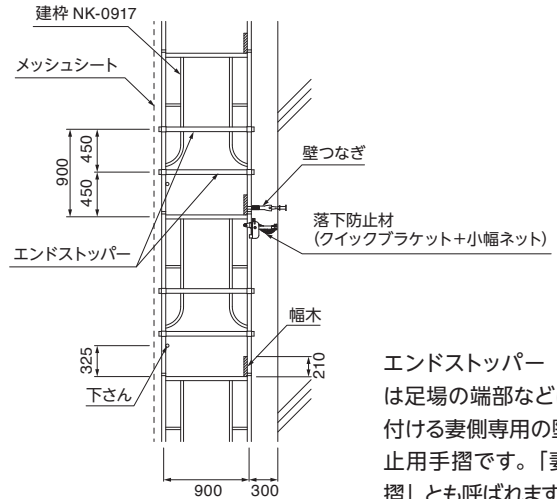 建枠 NK-0917
メッシュシート
900
450
450
壁つなぎ
落下防止材
(クイックブラケット+小幅ネット)
エンドストッパー
幅木
325
210
下さん
900
300
エンドストッパー
は足場の端部など
付ける妻側専用の
止用手摺です。「妻
摺」とも呼ばれます